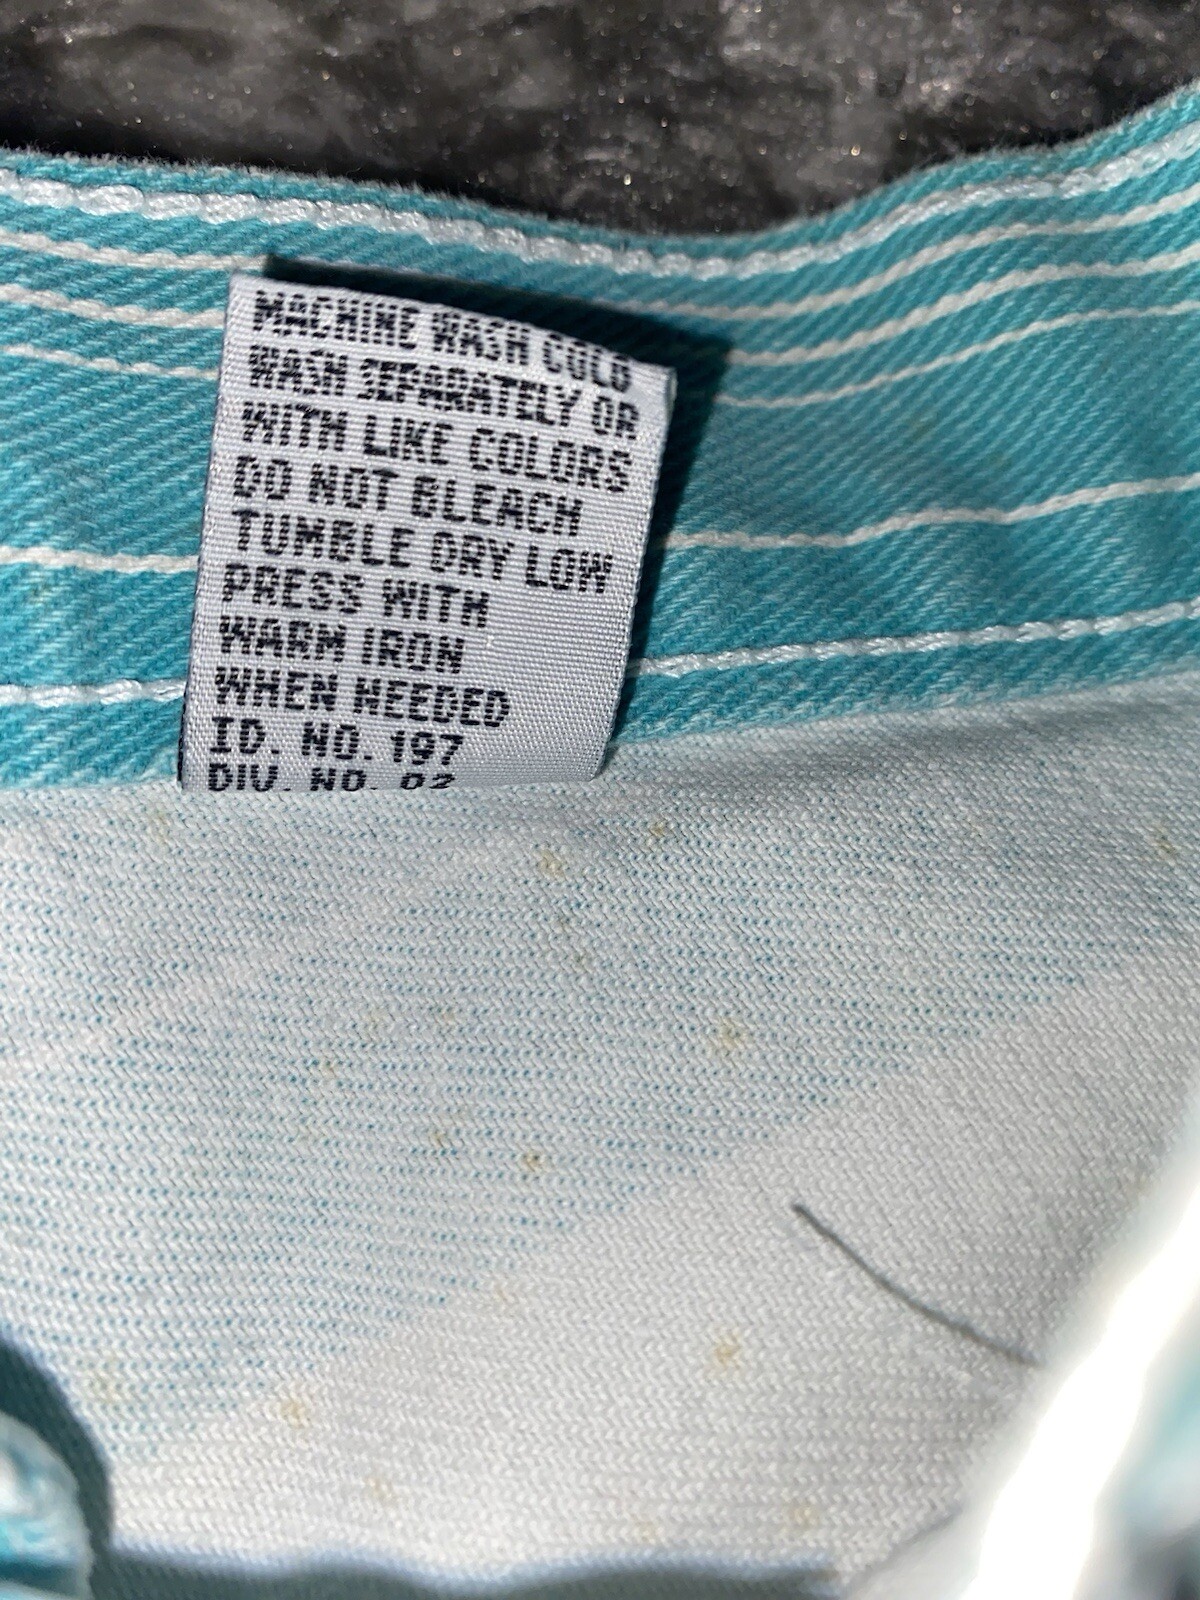 MACHINE WASH COLD
WASH SEPARATELY OR
WITH LIKE COLORS
DO NOT BLEACH
TUMBLE DRY LOW
PRESS WITH
WARM IRON
WHEN NEEDED
ID. NO. 197
DIV. NO. 02